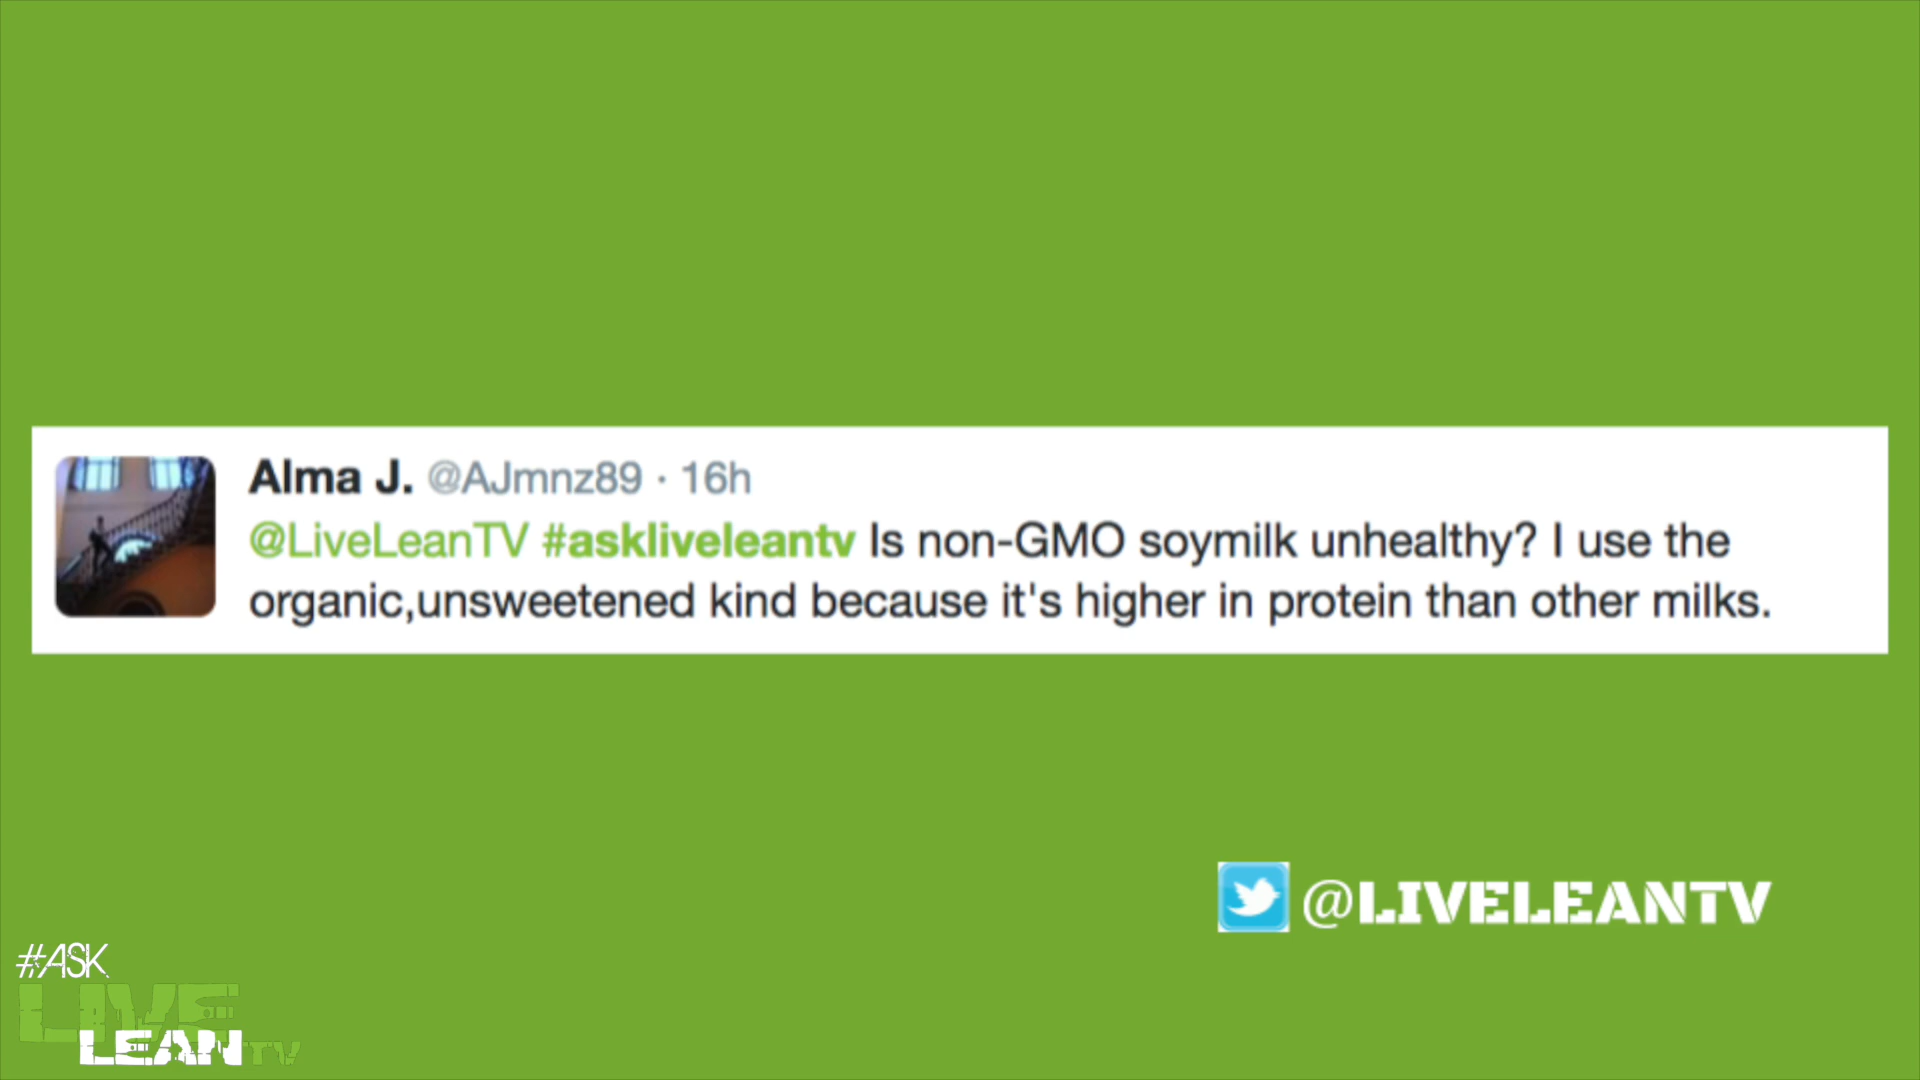 Alma J. @AJmnz89 · 16h
@LiveLeanTV #askliveleantv Is non-GMO soymilk unhealthy? I use the
organic,unsweetened kind because it's higher in protein than other milks.
@LIVELEANTV
#ASK
LIVE
LEAN TV